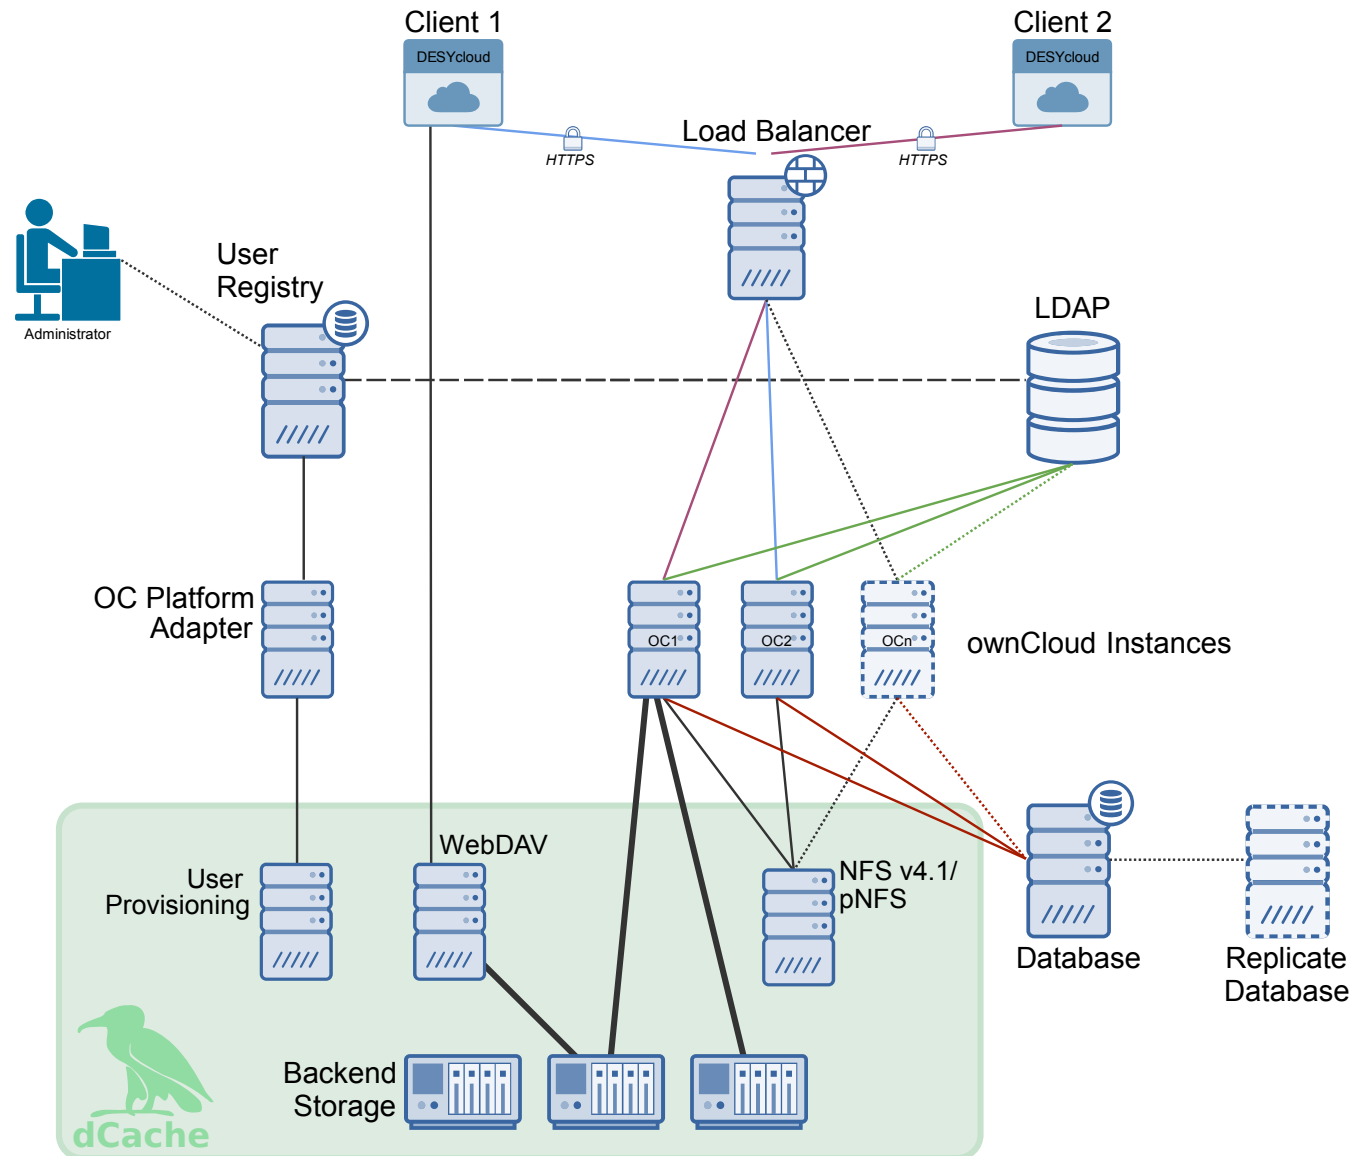 Client 1
Client 2
DESYcloud
DESYcloud
Load Balancer
HTTPS
HTTPS
User
Registry
Administrator
LDAP
OC Platform
Adapter
OC1
OC2
OCn
ownCloud Instances
WebDAV
User
Provisioning
NFS v4.1/
pNFS
Database
Replicate
Database
Backend
Storage
dCache